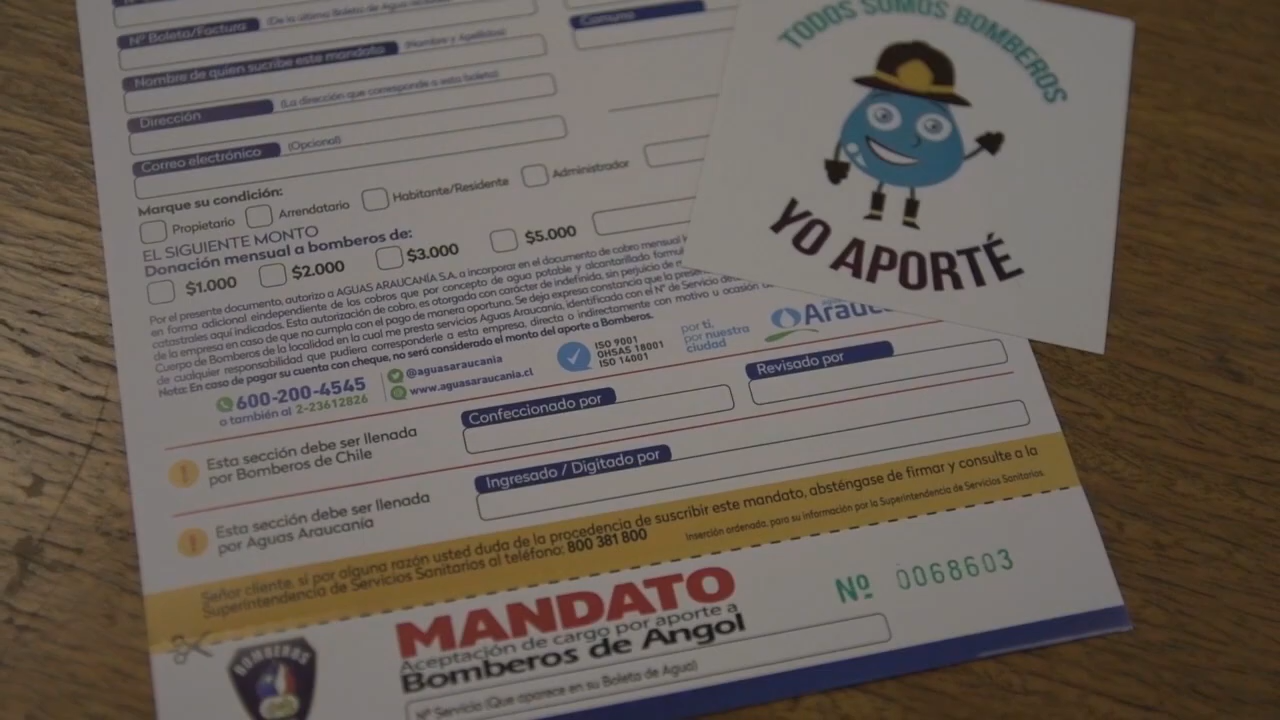 Nº Boleta/Factura (De la última Boleta de Agua
Comuna
Nombre de quien sucribe este mandato (Nombre y Apellidos)
Dirección (La dirección que corresponde a esta boleta)
Correo electrónico (Opcional)
Marque su condición:
Propietario Arrendatario Habitante/Residente Administrador
EL SIGUIENTE MONTO
Donación mensual a bomberos de:
$1.000 $2.000 $3.000 $5.000
Por el presente documento, autorizo a AGUAS ARAUCANÍA S.A. a incorporar en el documento de cobro mensual
en forma adicional eindependiente de los cobros que por concepto de agua potable y alcantarillado
catastrales aquí indicados. Esta autorización de cobro, es otorgada con carácter de indefinida, sin perjuicio de
de la empresa en caso de que no cumpla con el pago de manera oportuna. Se deja expresa constancia que la
Cuerpo de Bomberos de la localidad en la cual me presta servicios Aguas Araucanía, identificada con el Nº de Servicio
de cualquier responsabilidad que pudiera corresponderle a esta empresa, directa o indirectamente con motivo u ocasión
Nota: En caso de pagar su cuenta con cheque, no será considerado el monto del aporte a Bomberos.
600-200-4545
o también al 2-23612826
@aguasaraucania
www.aguasaraucania.cl
ISO 9001
OHSAS 18001
ISO 14001
por ti,
por nuestra
ciudad
aguas
Arauc
Esta sección debe ser llenada
por Bomberos de Chile
Confeccionado por
Revisado por
Esta sección debe ser llenada
por Aguas Araucanía
Ingresado / Digitado por
Señor cliente, si por alguna razón usted duda de la procedencia de suscribir este mandato, absténgase de firmar y consulte a la
Superintendencia de Servicios Sanitarios al teléfono: 800 381 800
Inserción ordenada, para su información por la Superintendencia de Servicios Sanitarios
BOMBEROS
MANDATO
Aceptación de cargo por aporte a
Bomberos de Angol
Nº 0068603
Nº Servicio (Que aparece en su Boleta de Agua)
TODOS SOMOS BOMBEROS
YO APORTÉ